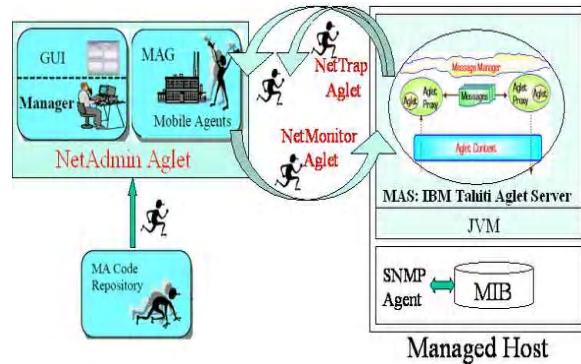 GUI
Manager
MAG
Mobile Agents
NetAdmin Aglet
MA Code
Repository
NetTrap
Aglet
NetMonitor
Aglet
Message Manager
Aglet
Aglet
Proxy
Messages
Aglet
Proxy
Aglet
Aglet Context
MAS: IBM Tahiti Aglet Server
JVM
SNMP
Agent
MIB
Managed Host